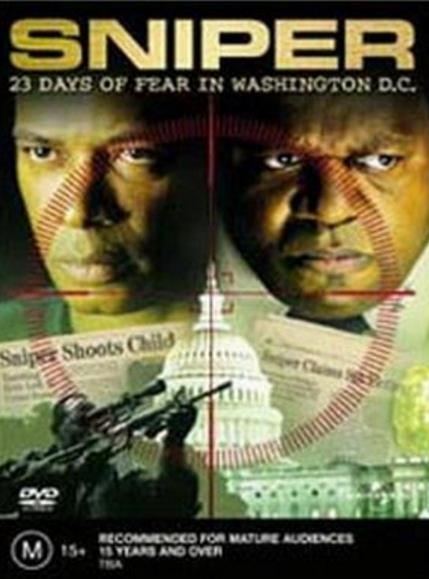 SNIPER
23 DAYS OF FEAR IN WASHINGTON D.C.
Sniper Shoots Child
Sniper Claims
DVD
M 15+
RECOMMENDED FOR MATURE AUDIENCES
15 YEARS AND OVER
TBA